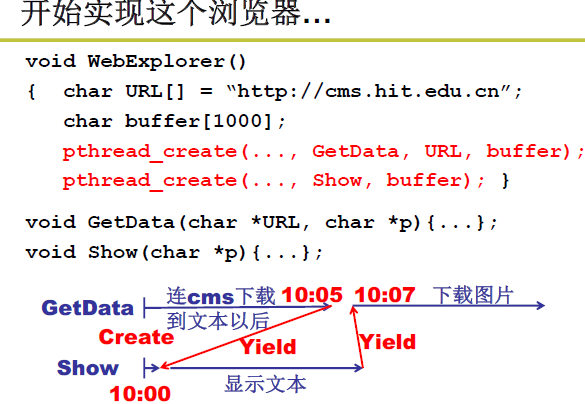 开始实现这个浏览器...
void WebExplorer()
{ char URL[] = “http://cms.hit.edu.cn”;
char buffer[1000];
pthread_create(..., GetData, URL, buffer);
pthread_create(..., Show, buffer); }
void GetData(char *URL, char *p){...};
void Show(char *p){...};
GetData 连cms下载 10:05 10:07 下载图片
到文本以后
Create Yield Yield
Show 显示文本
10:00